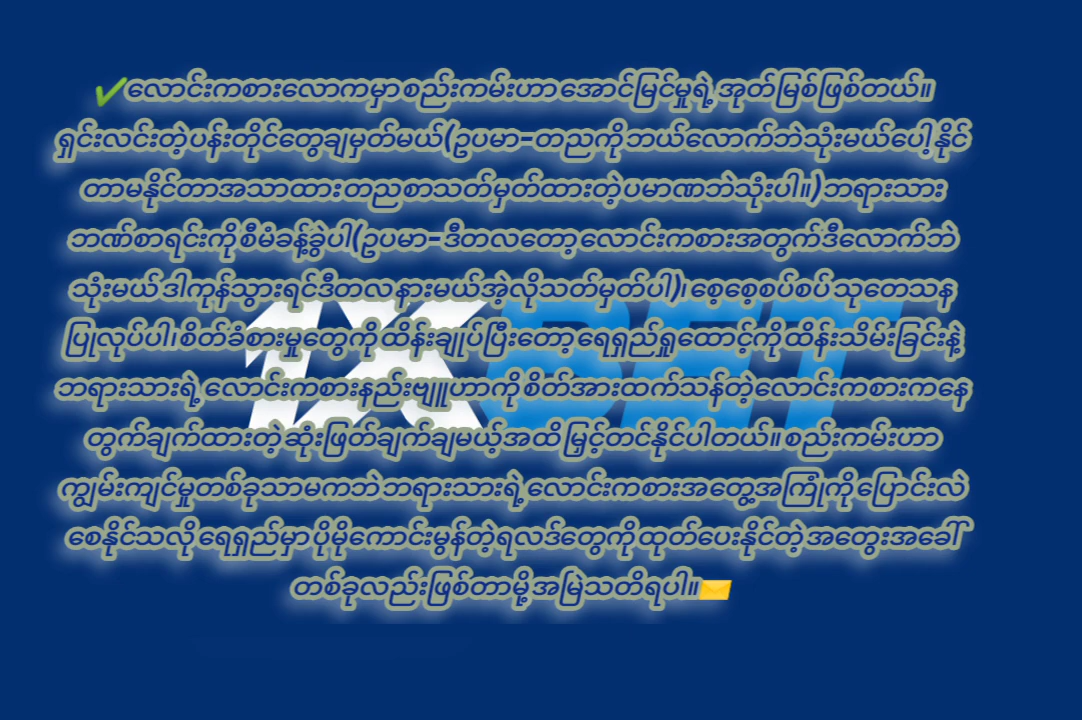 ✔လောင်းကစားလောကမှာစည်းကမ်းဟာအောင်မြင်မှုရဲ့အုတ်မြစ်ဖြစ်တယ်။
ရှင်းလင်းတဲ့ပန်းတိုင်တွေချမှတ်မယ်(ဥပမာ-တညကိုဘယ်လောက်ဘဲသုံးမယ်ပေါ့နိုင်
တာမနိုင်တာအသာထားတညစာသတ်မှတ်ထားတဲ့ပမာဏဘဲသုံးပါ။)ဘရားသား
ဘဏ်စာရင်းကိုစီမံခန့်ခွဲပါ(ဥပမာ-ဒီတလတော့လောင်းကစားအတွက်ဒီလောက်ဘဲ
သုံးမယ်ဒါကုန်သွားရင်ဒီတလနားမယ်အဲ့လိုသတ်မှတ်ပါ)၊စေ့စေ့စပ်စပ်သုတေသန
ပြုလုပ်ပါ၊စိတ်ခံစားမှုတွေကိုထိန်းချုပ်ပြီးတော့ရေရှည်ရှုထောင့်ကိုထိန်းသိမ်းခြင်းနဲ့
ဘရားသားရဲ့လောင်းကစားနည်းဗျူဟာကိုစိတ်အားထက်သန်တဲ့လောင်းကစားကနေ
တွက်ချက်ထားတဲ့ဆုံးဖြတ်ချက်ချမယ့်အထိမြှင့်တင်နိုင်ပါတယ်။စည်းကမ်းဟာ
ကျွမ်းကျင်မှုတစ်ခုသာမကဘဲဘရားသားရဲ့လောင်းကစားအတွေ့အကြုံကိုပြောင်းလဲ
စေနိုင်သလိုရေရှည်မှာပိုမိုကောင်းမွန်တဲ့ရလဒ်တွေကိုထုတ်ပေးနိုင်တဲ့အတွေးအခေါ်
တစ်ခုလည်းဖြစ်တာမို့အမြဲသတိရပါ။✉
1XBET